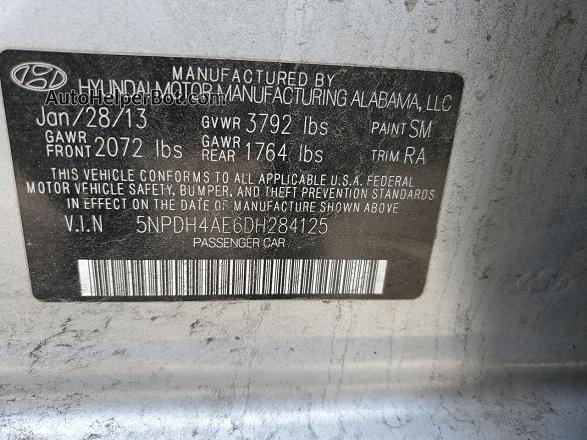 MANUFACTURED BY
HYUNDAI MOTOR MANUFACTURING ALABAMA, LLC
AutoHelperBot.com
Jan/28/13 GVWR 3792 lbs PAINT SM
GAWR FRONT 2072 lbs GAWR REAR 1764 lbs TRIM RA
THIS VEHICLE CONFORMS TO ALL APPLICABLE U.S.A. FEDERAL
MOTOR VEHICLE SAFETY, BUMPER, AND THEFT PREVENTION STANDARDS
IN EFFECT ON THE DATE OF MANUFACTURE SHOWN ABOVE
V.I.N 5NPDH4AE6DH284125
PASSENGER CAR